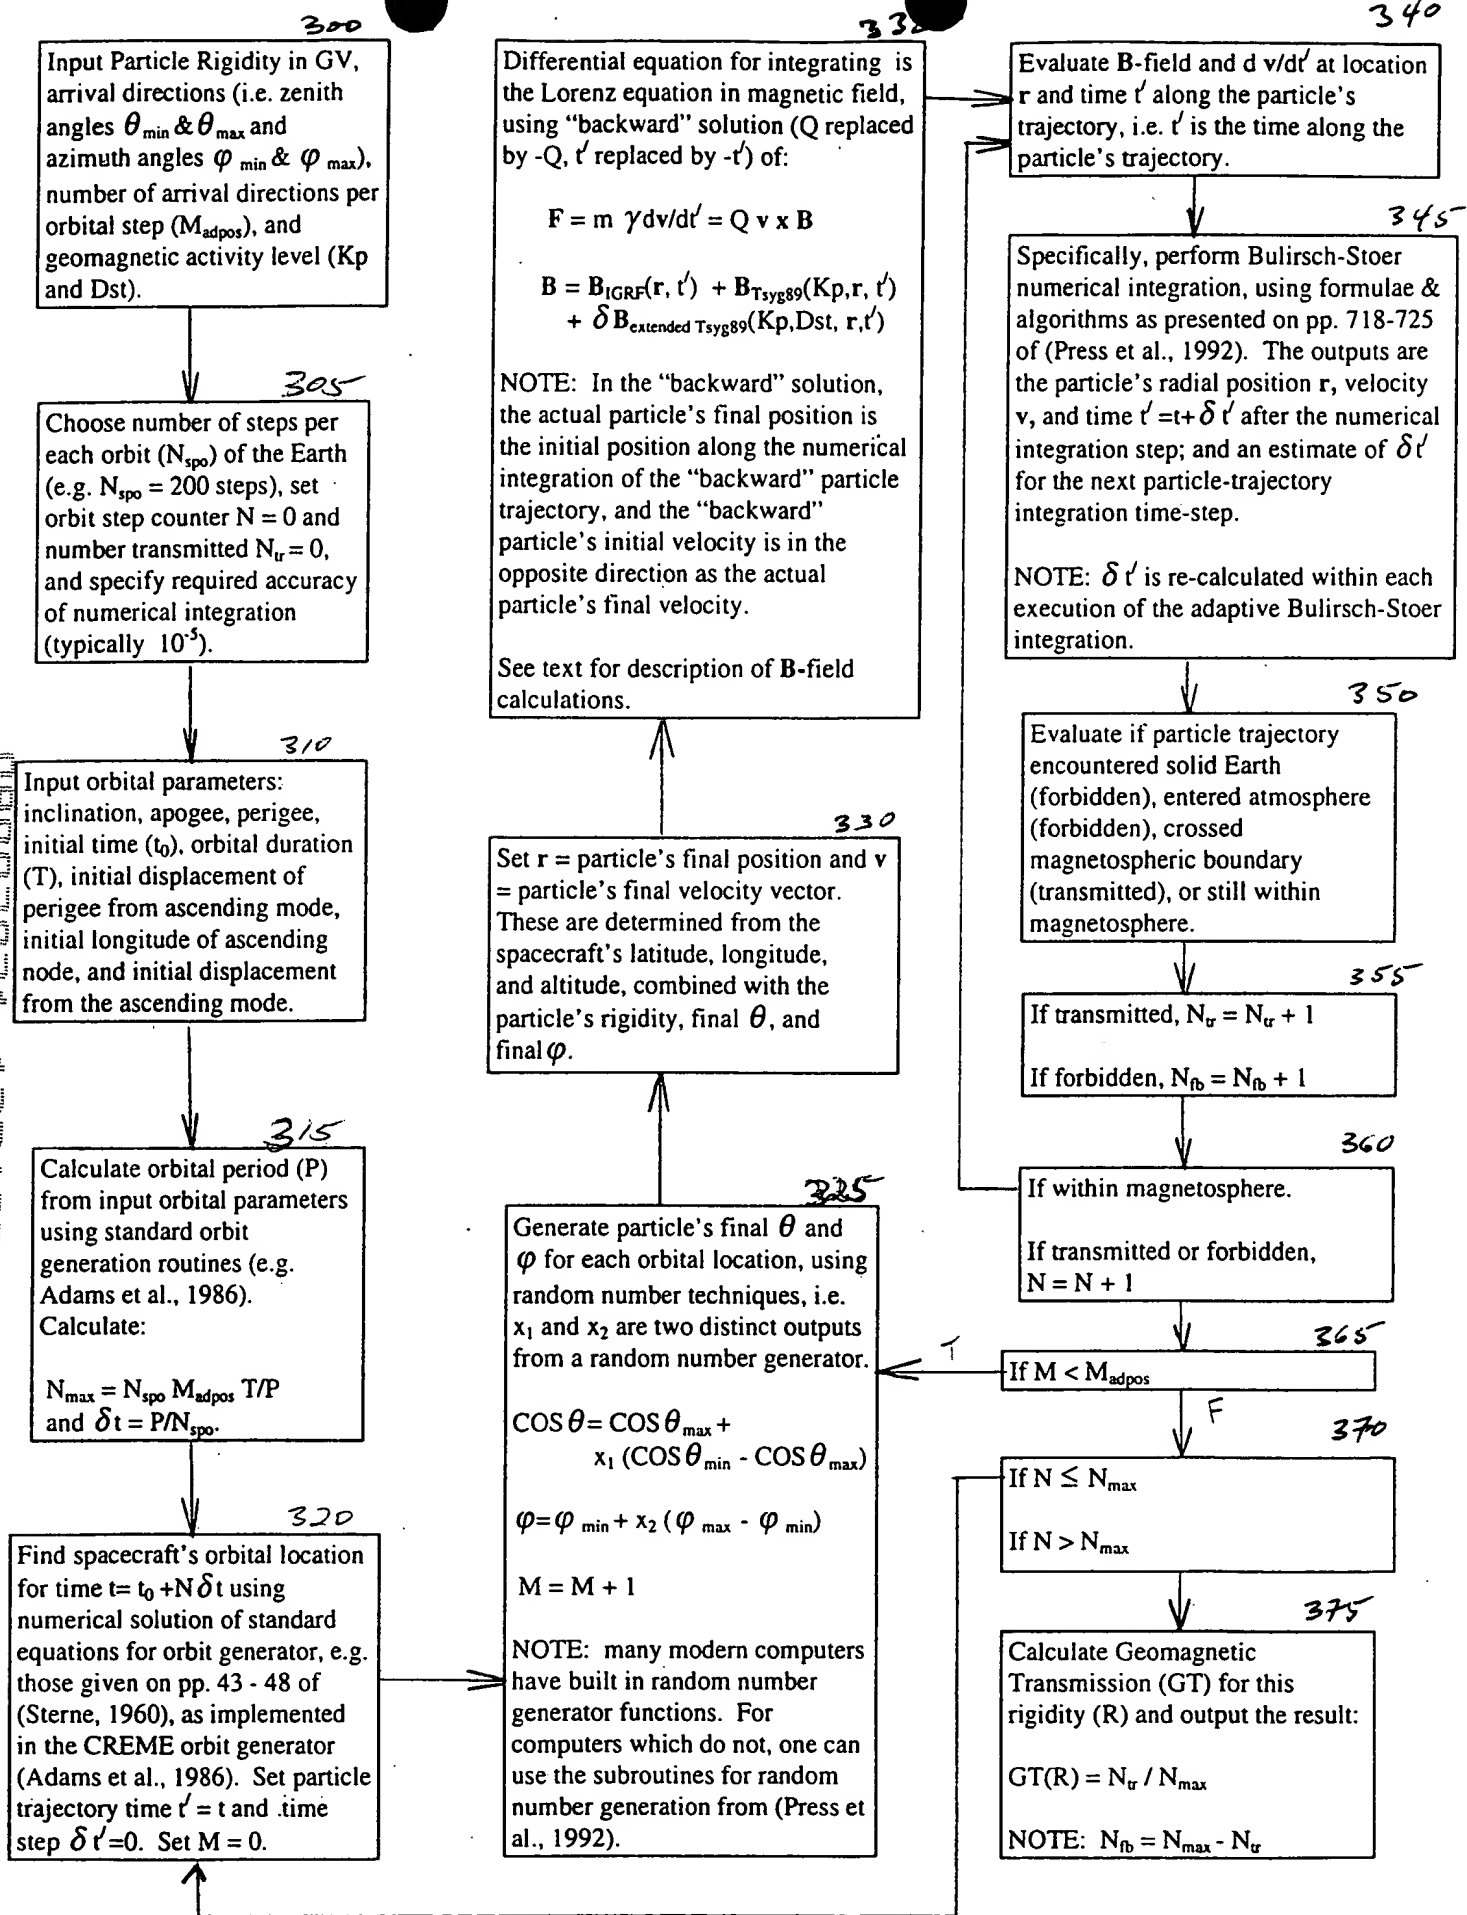 300
Input Particle Rigidity in GV,
arrival directions (i.e. zenith
angles θmin & θmax and
azimuth angles φ min & φ max),
number of arrival directions per
orbital step (Madpos), and
geomagnetic activity level (Kp
and Dst).
305
Choose number of steps per
each orbit (Nspo) of the Earth
(e.g. Nspo = 200 steps), set
orbit step counter N = 0 and
number transmitted Ntr = 0,
and specify required accuracy
of numerical integration
(typically 10-5).
310
Input orbital parameters:
inclination, apogee, perigee,
initial time (t0), orbital duration
(T), initial displacement of
perigee from ascending mode,
initial longitude of ascending
node, and initial displacement
from the ascending mode.
315
Calculate orbital period (P)
from input orbital parameters
using standard orbit
generation routines (e.g.
Adams et al., 1986).
Calculate:
Nmax = Nspo Madpos T/P
and δt = P/Nspo.
320
Find spacecraft's orbital location
for time t= t0 +Nδt using
numerical solution of standard
equations for orbit generator, e.g.
those given on pp. 43 - 48 of
(Sterne, 1960), as implemented
in the CREME orbit generator
(Adams et al., 1986). Set particle
trajectory time t' = t and time
step δt'=0. Set M = 0.
325
Generate particle's final θ and
φ for each orbital location, using
random number techniques, i.e.
x1 and x2 are two distinct outputs
from a random number generator.
COS θ = COS θmax +
x1 (COS θmin - COS θmax)
φ=φ min + x2 (φ max - φ min)
M = M + 1
NOTE: many modern computers
have built in random number
generator functions. For
computers which do not, one can
use the subroutines for random
number generation from (Press et
al., 1992).
330
Set r = particle's final position and v
= particle's final velocity vector.
These are determined from the
spacecraft's latitude, longitude,
and altitude, combined with the
particle's rigidity, final θ, and
final φ.
Differential equation for integrating is
the Lorenz equation in magnetic field,
using “backward” solution (Q replaced
by -Q, t' replaced by -t') of:
F = m γdv/dt' = Q v x B
B = BIGRF(r, t') + BTsyg89(Kp,r, t')
+ δBextended Tsyg89(Kp,Dst, r,t')
NOTE: In the “backward” solution,
the actual particle's final position is
the initial position along the numerical
integration of the “backward” particle
trajectory, and the “backward”
particle's initial velocity is in the
opposite direction as the actual
particle's final velocity.
See text for description of B-field
calculations.
340
Evaluate B-field and d v/dt' at location
r and time t' along the particle's
trajectory, i.e. t' is the time along the
particle's trajectory.
345
Specifically, perform Bulirsch-Stoer
numerical integration, using formulae &
algorithms as presented on pp. 718-725
of (Press et al., 1992). The outputs are
the particle's radial position r, velocity
v, and time t' =t+δt' after the numerical
integration step; and an estimate of δt'
for the next particle-trajectory
integration time-step.
NOTE: δt' is re-calculated within each
execution of the adaptive Bulirsch-Stoer
integration.
350
Evaluate if particle trajectory
encountered solid Earth
(forbidden), entered atmosphere
(forbidden), crossed
magnetospheric boundary
(transmitted), or still within
magnetosphere.
355
If transmitted, Ntr = Ntr + 1
If forbidden, Nfb = Nfb + 1
360
If within magnetosphere.
If transmitted or forbidden,
N = N + 1
365
T
If M < Madpos
F
370
If N ≤ Nmax
If N > Nmax
375
Calculate Geomagnetic
Transmission (GT) for this
rigidity (R) and output the result:
GT(R) = Ntr / Nmax
NOTE: Nfb = Nmax - Ntr